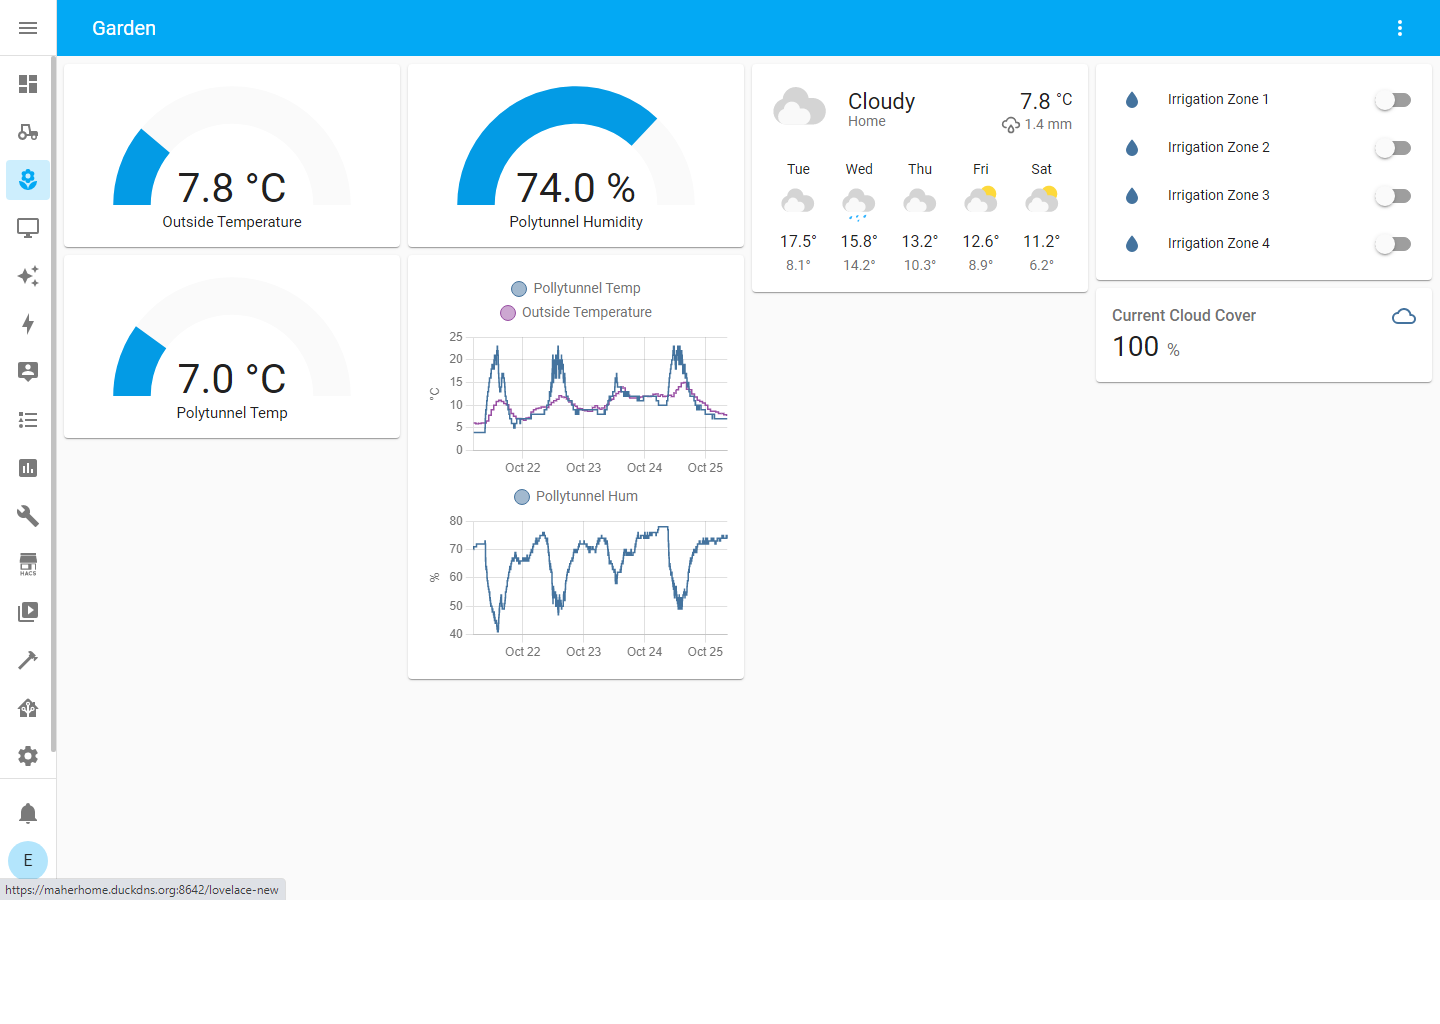 Garden
7.8 °C
Outside Temperature
74.0 %
Polytunnel Humidity
Cloudy
Home
7.8 °C
1.4 mm
Tue Wed Thu Fri Sat
17.5° 15.8° 13.2° 12.6° 11.2°
8.1° 14.2° 10.3° 8.9° 6.2°
Irrigation Zone 1
Irrigation Zone 2
Irrigation Zone 3
Irrigation Zone 4
7.0 °C
Polytunnel Temp
Pollytunnel Temp
Outside Temperature
25
20
15
10
5
0
°C
Oct 22 Oct 23 Oct 24 Oct 25
Pollytunnel Hum
80
70
60
50
40
%
Oct 22 Oct 23 Oct 24 Oct 25
Current Cloud Cover
100 %
HACS
E
https://maherhome.duckdns.org:8642/lovelace-new